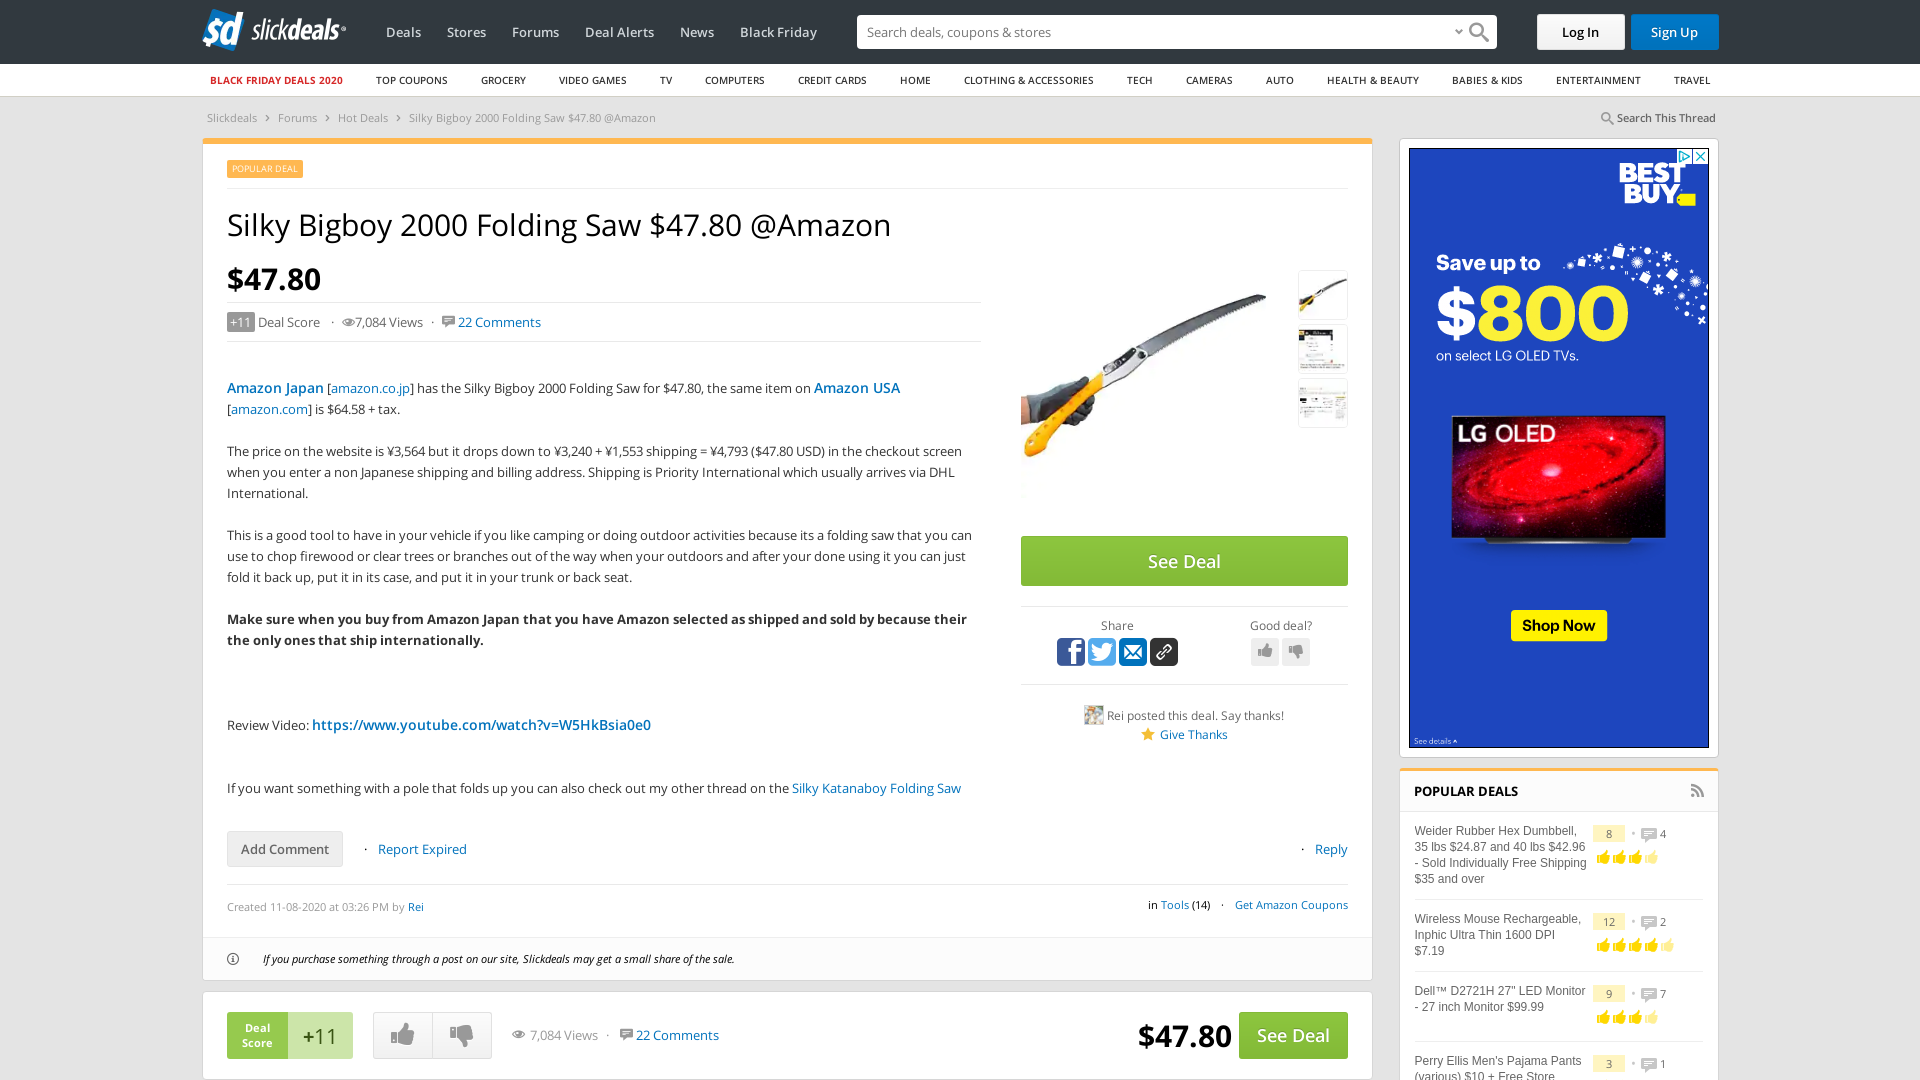 slickdeals
Deals Stores Forums Deal Alerts News Black Friday
Search deals, coupons & shopping
Log In
Sign Up
BLACK FRIDAY DEALS 2020 TOP COUPONS GROCERY VIDEO GAMES TV COMPUTERS CREDIT CARDS HOME CLOTHING & ACCESSORIES TECH CAMERAS AUTO HEALTH & BEAUTY BABIES & KIDS ENTERTAINMENT TRAVEL
Slickdeals > Forums > Hot Deals > Silky Bigboy 2000 Folding Saw $47.80 @Amazon
Search This Thread
POPULAR DEAL
Silky Bigboy 2000 Folding Saw $47.80 @Amazon
$47.80
+11 Deal Score · 7,084 Views · 22 Comments
Amazon Japan [amazon.co.jp] has the Silky Bigboy 2000 Folding Saw for $47.80, the same item on Amazon USA
[amazon.com] is $64.58 + tax.
The price on the website is ¥3,564 but it drops down to ¥3,240 + ¥1,553 shipping = ¥4,793 ($47.80 USD) in the checkout screen
when you enter a non Japanese shipping and billing address. Shipping is Priority International which usually arrives via DHL
International.
This is a good tool to have in your vehicle if you like camping or doing outdoor activities because its a folding saw that you can
use to chop firewood or clear trees or branches out of the way when your outdoors and after your done using it you can just
fold it back up, put it in its case, and put it in your trunk or back seat.
Make sure when you buy from Amazon Japan that you have Amazon selected as shipped and sold by because their
the only ones that ship internationally.
Review Video: https://www.youtube.com/watch?v=W5HkBsia0e0
If you want something with a pole that folds up you can also check out my other thread on the Silky Katanaboy Folding Saw
Add Comment · Report Expired
· Reply
Created 11-08-2020 at 03:26 PM by Rei
in Tools (14) · Get Amazon Coupons
If you purchase something through a post on our site, Slickdeals may get a small share of the sale.
See Deal
Share
Good deal?
Rei posted this deal. Say thanks!
Give Thanks
Deal
Score
+11
7,084 Views · 22 Comments
$47.80
See Deal
BEST
BUY
Save up to
$800
on select LG OLED TVs.
LG OLED
Shop Now
See details
POPULAR DEALS
Weider Rubber Hex Dumbbell,
35 lbs $24.87 and 40 lbs $42.96
- Sold Individually Free Shipping
$35 and over
8 · 4
Wireless Mouse Rechargeable,
Inphic Ultra Thin 1600 DPI
$7.19
12 · 2
Dell™ D2721H 27" LED Monitor
- 27 inch Monitor $99.99
9 · 7
Perry Ellis Men's Pajama Pants
(various) $10 + Free Store
3 · 1